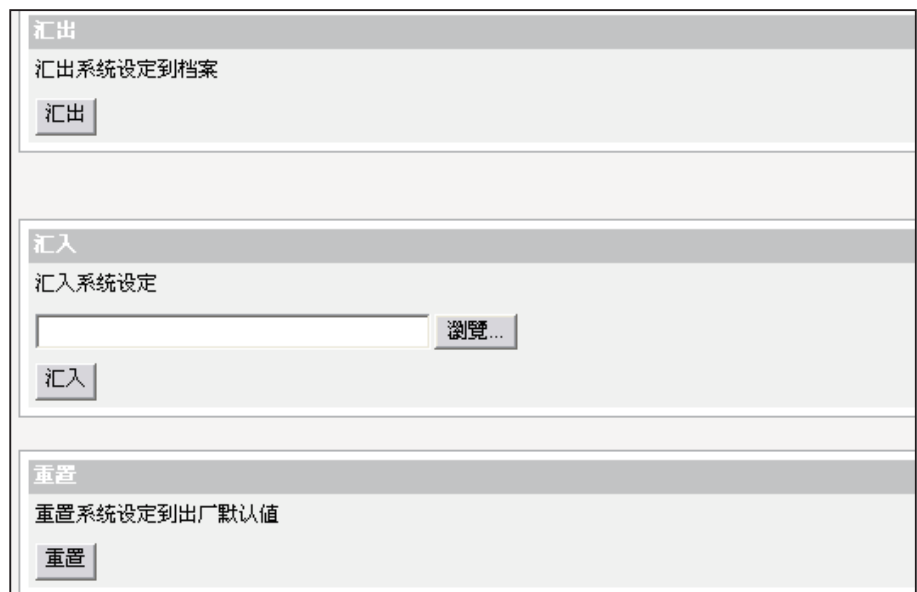 汇出
汇出系统设定到档案
汇出
汇入
汇入系统设定
瀏覽...
汇入
重置
重置系统设定到出厂默认值
重置